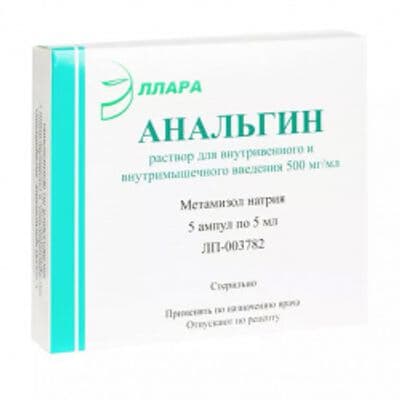 ЭЛЛАРА
АНАЛЬГИН
раствор для внутривенного и
внутримышечного введения 500 мг/мл
Метамизол натрия
5 ампул по 5 мл
ЛП-003782
Стерильно
Применять по назначению врача
Отпускают по рецепту